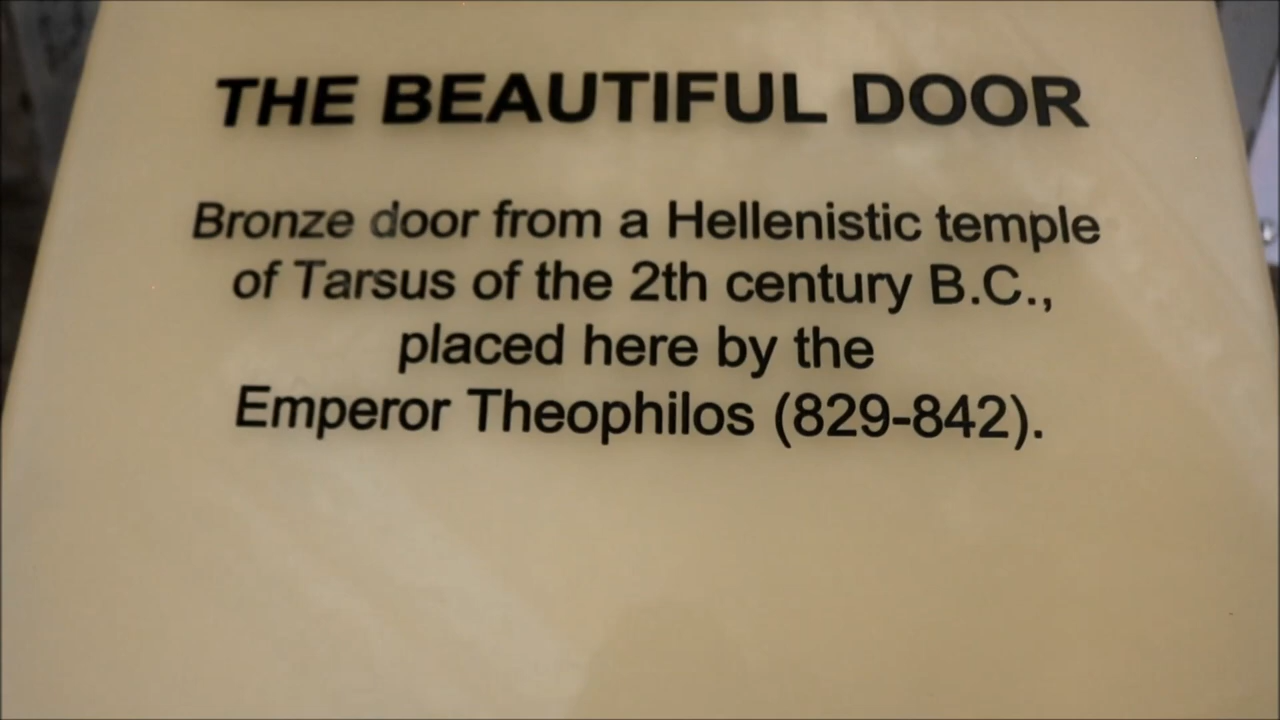 THE BEAUTIFUL DOOR
Bronze door from a Hellenistic temple
of Tarsus of the 2th century B.C.,
placed here by the
Emperor Theophilos (829-842).